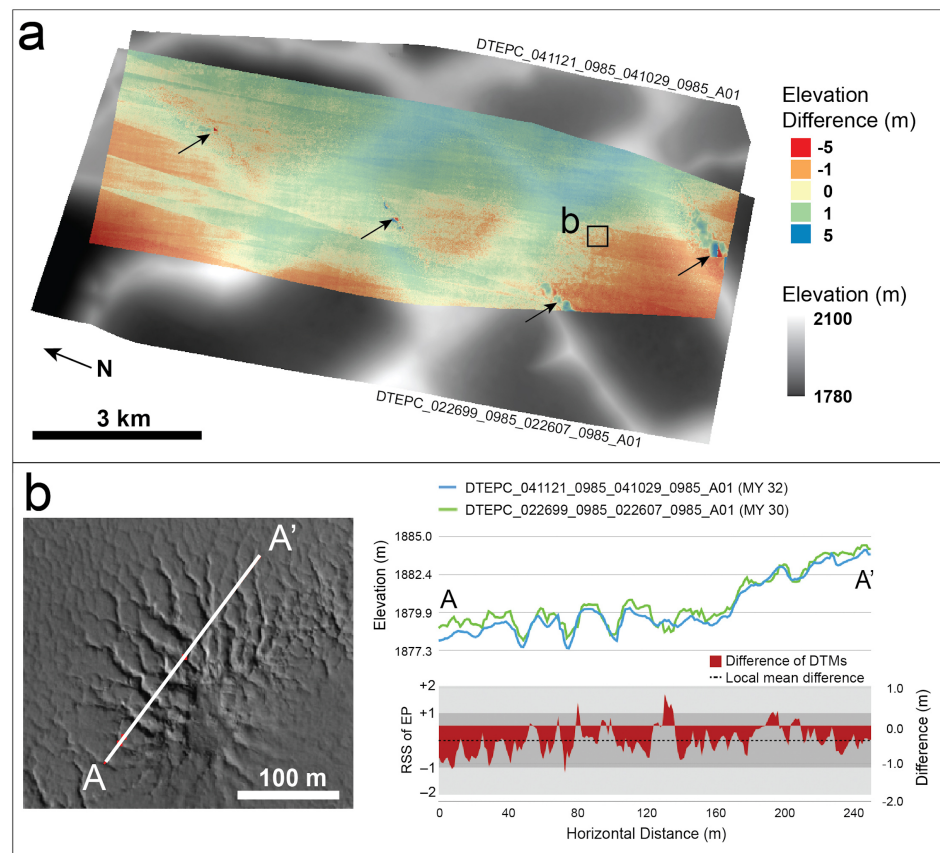 a
DTEPC_041121_0985_041029_0985_A01
Elevation
Difference (m)
-5
-1
0
1
5
b
Elevation (m)
2100
1780
N
3 km
DTEPC_022699_0985_022607_0985_A01
b
A'
A
100 m
DTEPC_041121_0985_041029_0985_A01 (MY 32)
DTEPC_022699_0985_022607_0985_A01 (MY 30)
Elevation (m)
1885.0
1882.4
1879.9
1877.3
A
A'
Difference of DTMs
Local mean difference
RSS of EP
+2
+1
−1
−2
1.0
0.0
-1.0
-2.0
Difference (m)
0 40 80 120 160 200 240
Horizontal Distance (m)